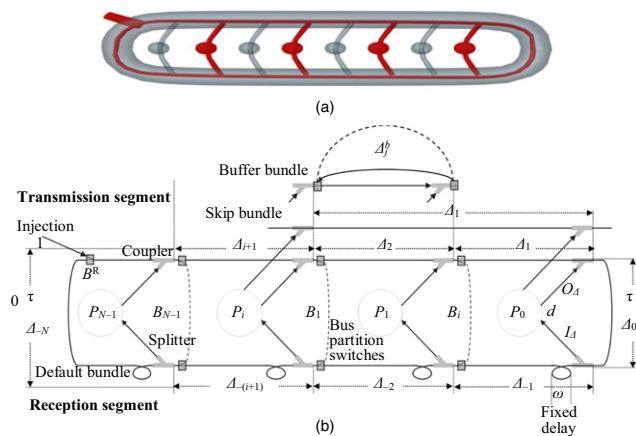 (a)
Buffer bundle
Δ_j^b
Transmission segment
Skip bundle
Δ_1
Injection
1
Coupler
Δ_{i+1}
Δ_2
Δ_1
B^R
0
τ
P_{N−1}
B_{N−1}
P_i
B_1
P_1
B_i
P_0
O_Δ
d
I_Δ
τ
Δ_0
Δ_{−N}
Splitter
Bus
partition
switches
Default bundle
Δ_{−(i+1)}
Δ_{−2}
Δ_{−1}
Reception segment
ω
Fixed
delay
(b)